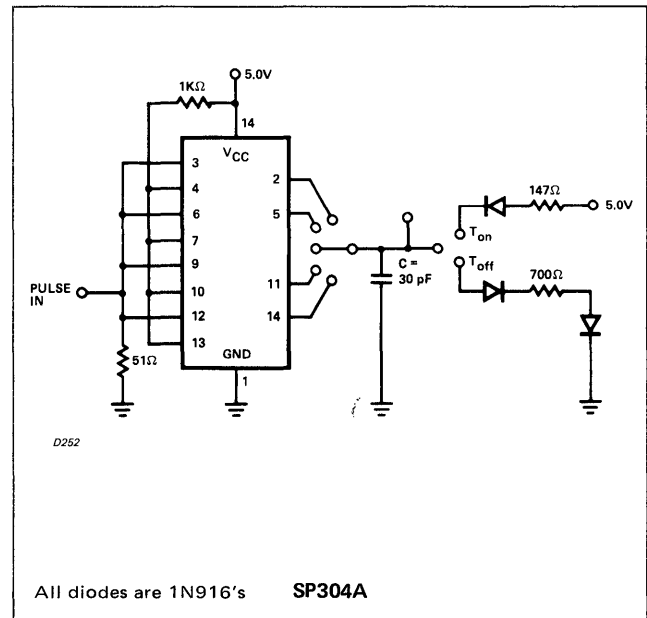 5.0V
1KΩ
14
VCC
3
4
6
7
9
10
12
13
2
5
11
14
GND
1
PULSE
IN
51Ω
C =
30 pF
147Ω
5.0V
Ton
Toff
700Ω
D252
All diodes are 1N916's SP304A